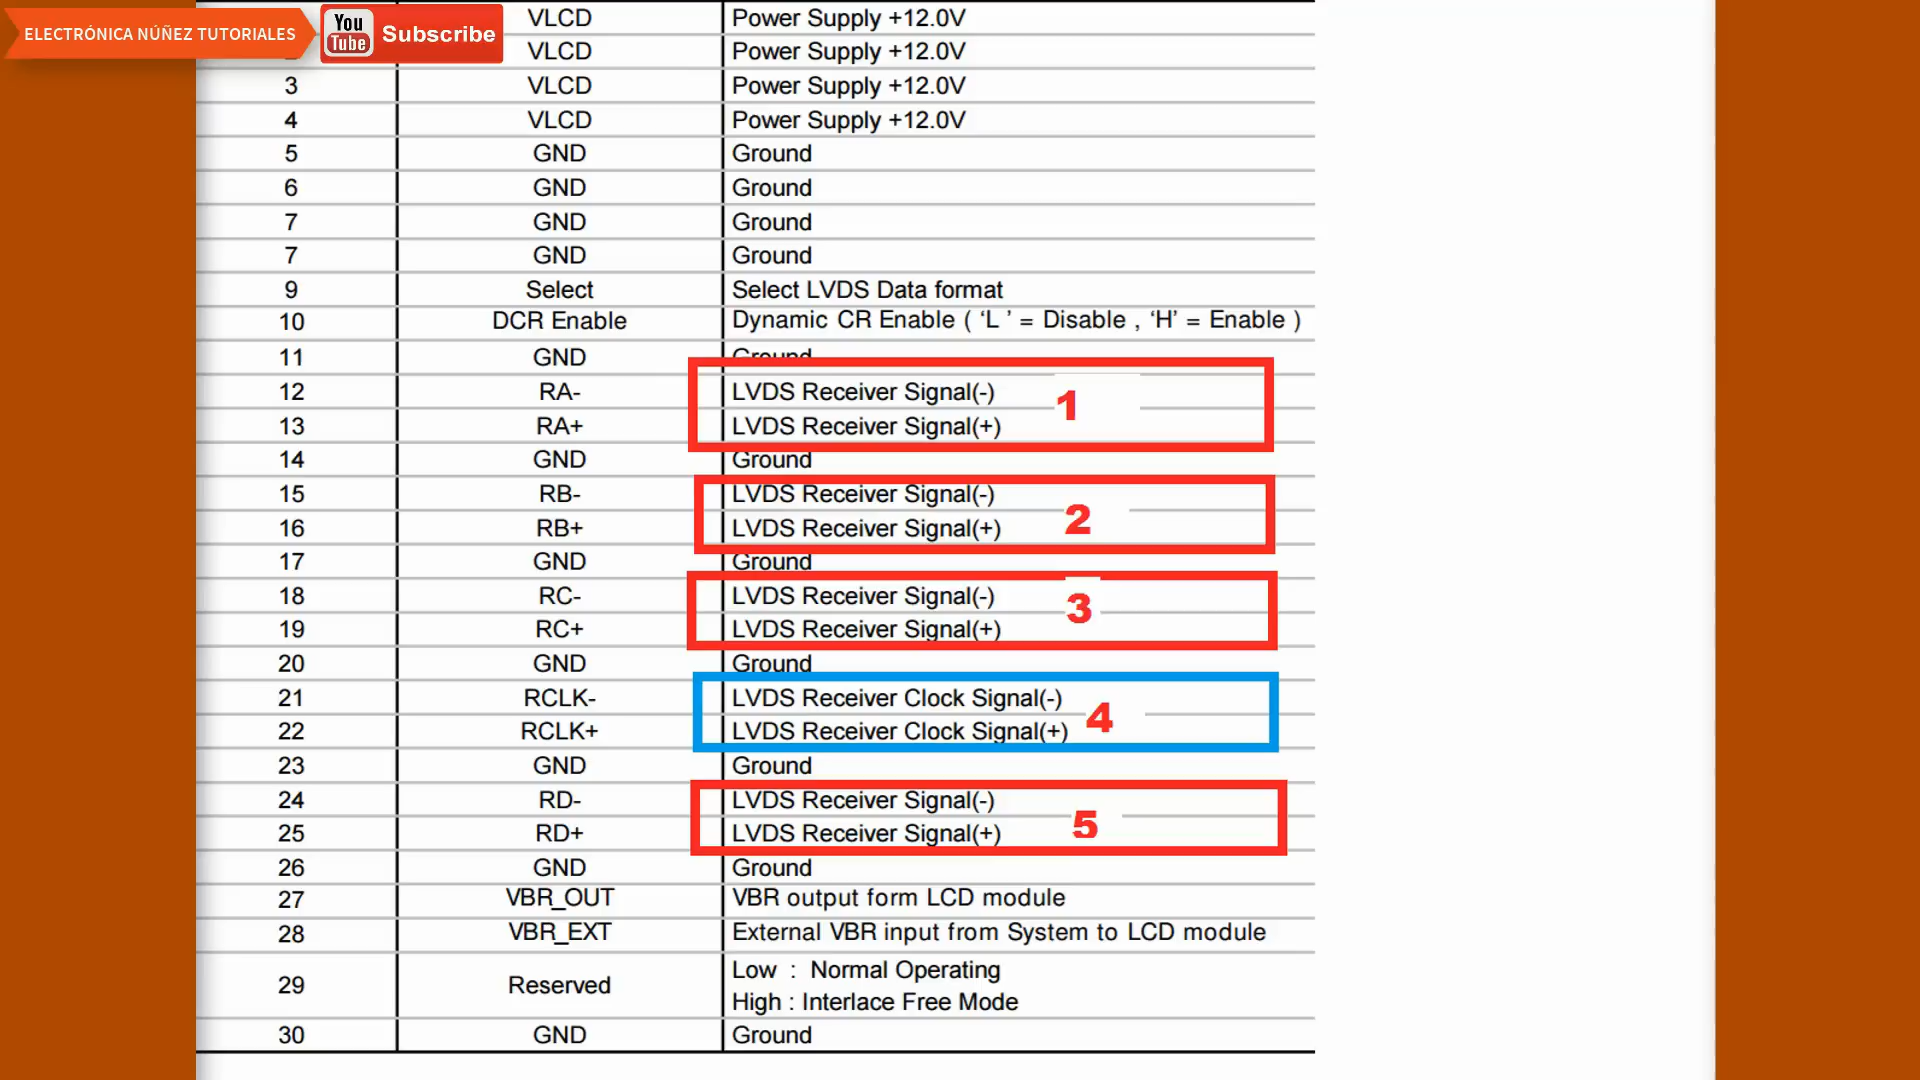 ELECTRÓNICA NÚÑEZ TUTORIALES
You Tube Subscribe
VLCD Power Supply +12.0V
VLCD Power Supply +12.0V
3 VLCD Power Supply +12.0V
4 VLCD Power Supply +12.0V
5 GND Ground
6 GND Ground
7 GND Ground
7 GND Ground
9 Select Select LVDS Data format
10 DCR Enable Dynamic CR Enable ( ‘L ’ = Disable , ‘H’ = Enable )
11 GND Ground
12 RA- LVDS Receiver Signal(-)
1
13 RA+ LVDS Receiver Signal(+)
14 GND Ground
15 RB- LVDS Receiver Signal(-)
2
16 RB+ LVDS Receiver Signal(+)
17 GND Ground
18 RC- LVDS Receiver Signal(-)
3
19 RC+ LVDS Receiver Signal(+)
20 GND Ground
21 RCLK- LVDS Receiver Clock Signal(-)
4
22 RCLK+ LVDS Receiver Clock Signal(+)
23 GND Ground
24 RD- LVDS Receiver Signal(-)
5
25 RD+ LVDS Receiver Signal(+)
26 GND Ground
27 VBR_OUT VBR output form LCD module
28 VBR_EXT External VBR input from System to LCD module
29 Reserved Low : Normal Operating
High : Interlace Free Mode
30 GND Ground